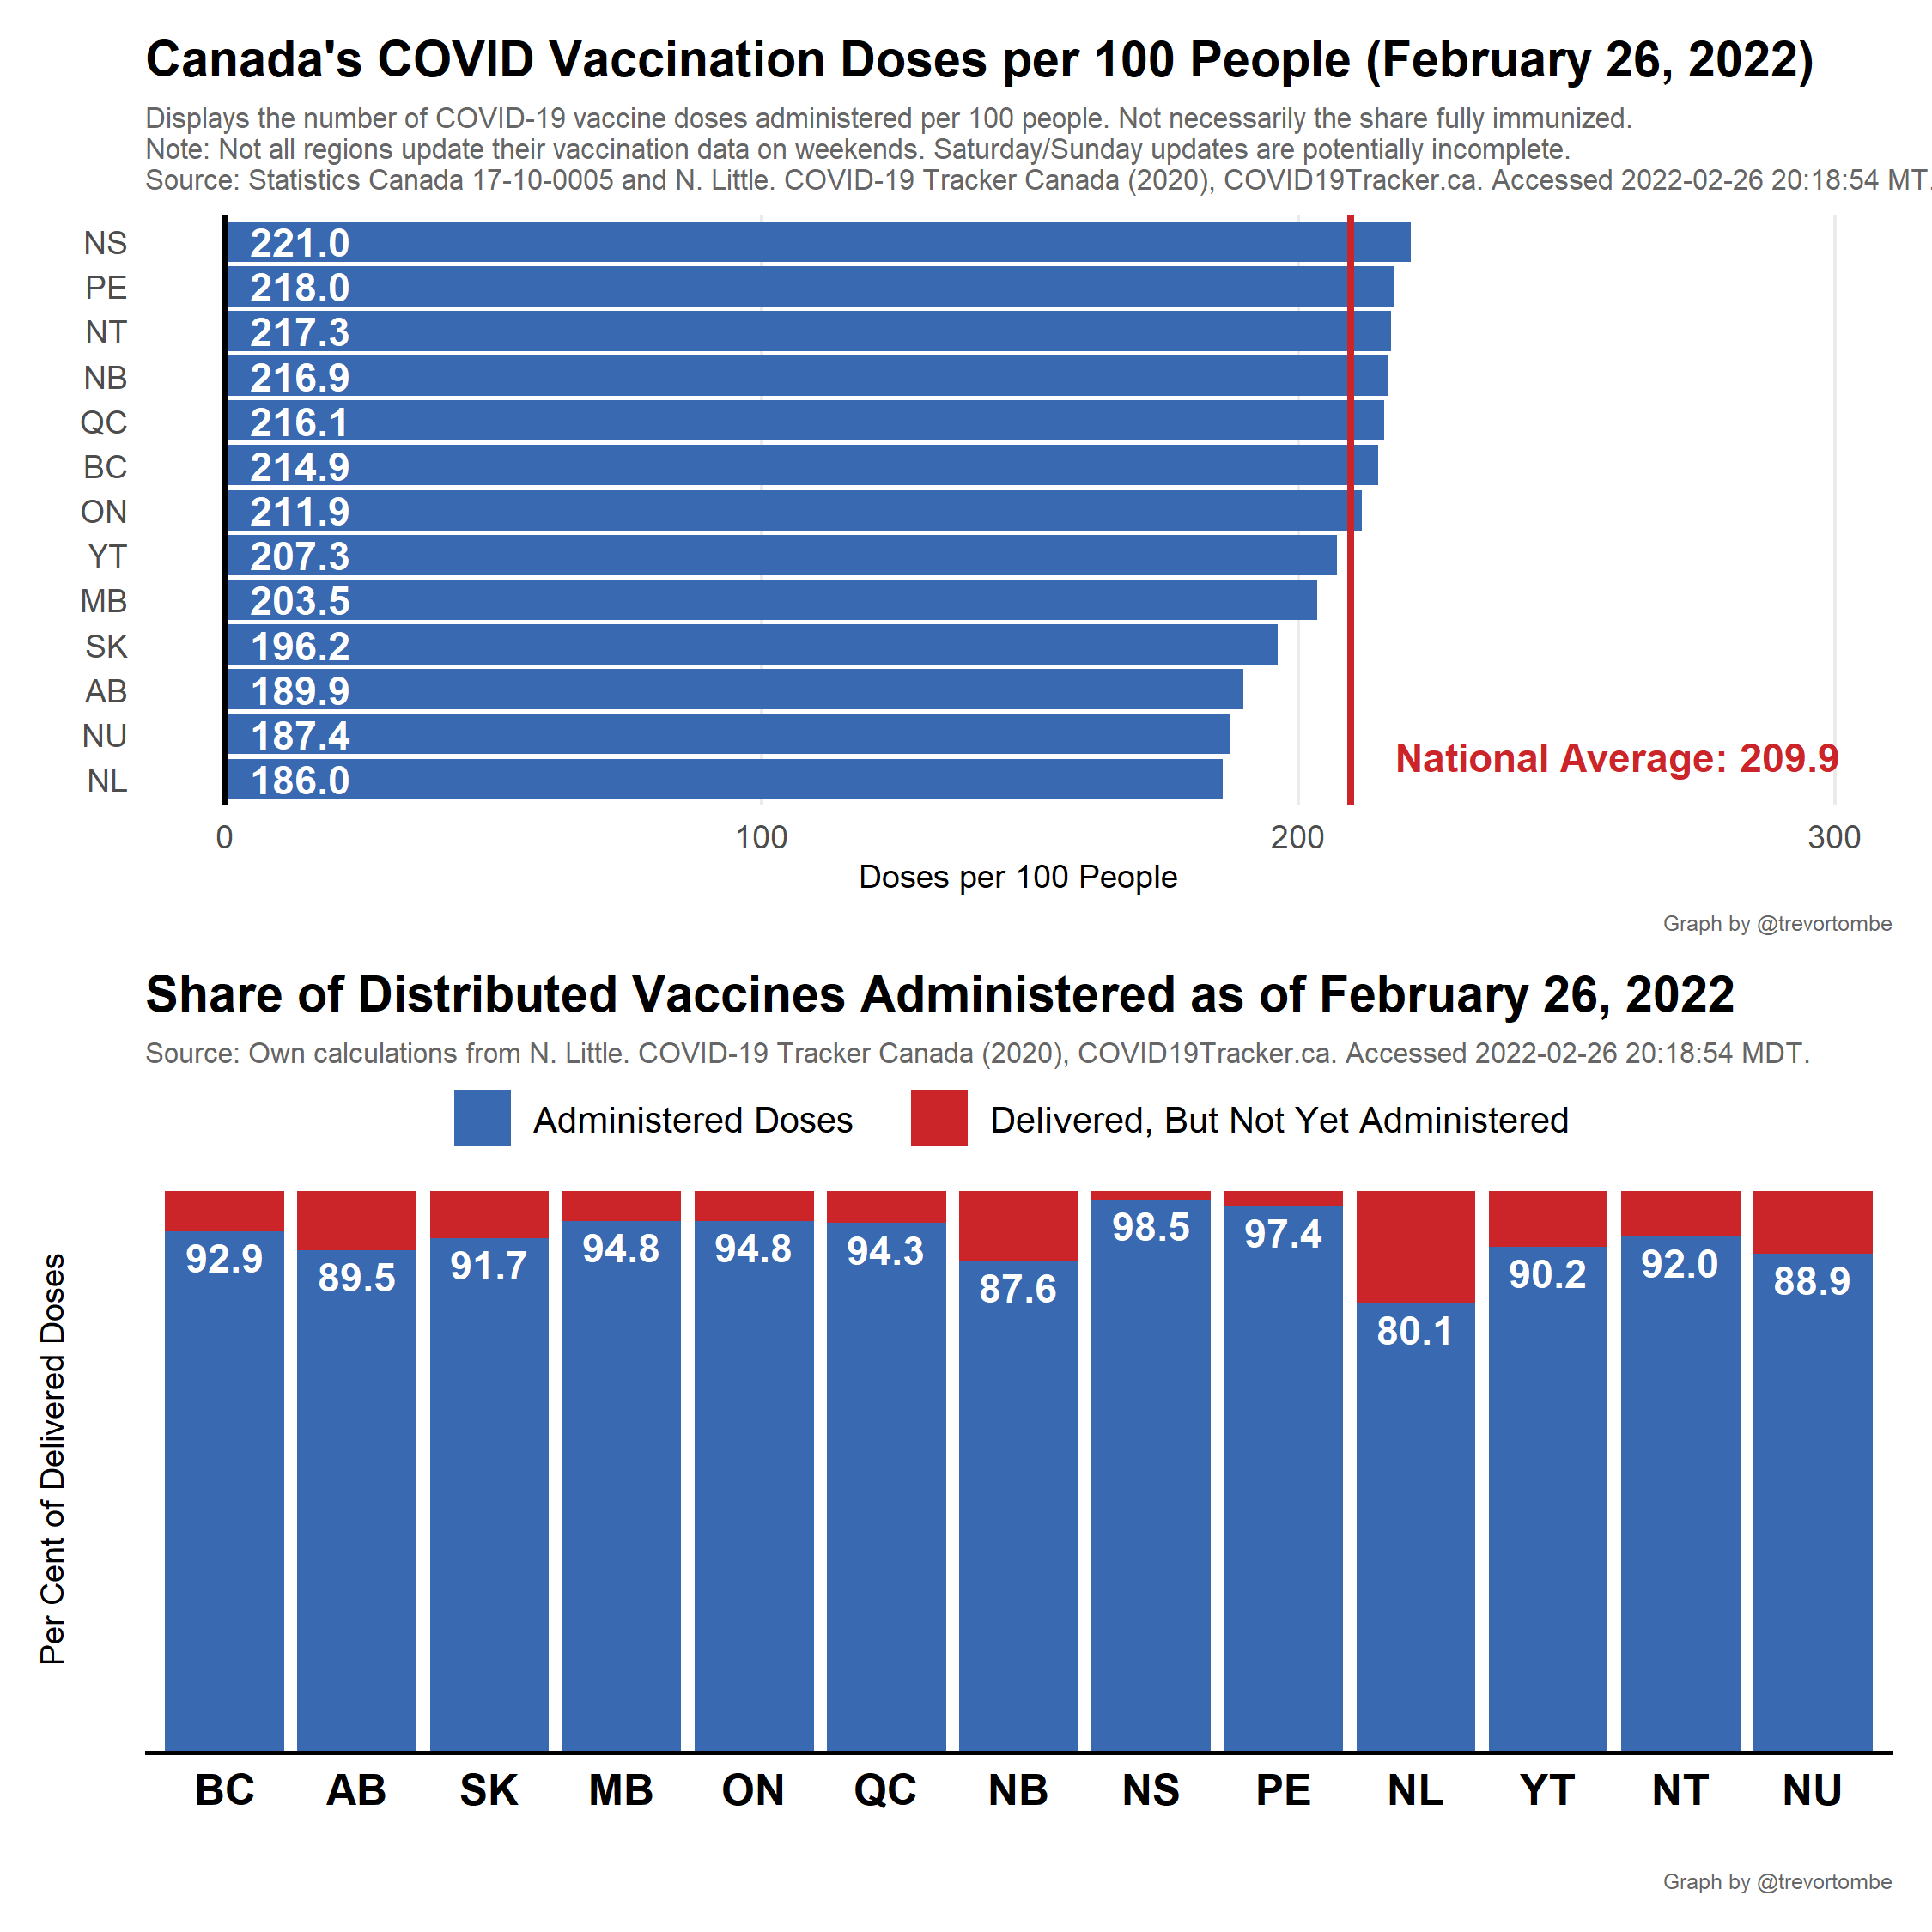 Canada's COVID Vaccination Doses per 100 People (February 26, 2022)
Displays the number of COVID-19 vaccine doses administered per 100 people. Not necessarily the share fully immunized.
Note: Not all regions update their vaccination data on weekends. Saturday/Sunday updates are potentially incomplete.
Source: Statistics Canada 17-10-0005 and N. Little. COVID-19 Tracker Canada (2020), COVID19Tracker.ca. Accessed 2022-02-26 20:18:54 MT.
NS 221.0
PE 218.0
NT 217.3
NB 216.9
QC 216.1
BC 214.9
ON 211.9
YT 207.3
MB 203.5
SK 196.2
AB 189.9
NU 187.4
National Average: 209.9
NL 186.0
0 100 200 300
Doses per 100 People
Graph by @trevortombe
Share of Distributed Vaccines Administered as of February 26, 2022
Source: Own calculations from N. Little. COVID-19 Tracker Canada (2020), COVID19Tracker.ca. Accessed 2022-02-26 20:18:54 MDT.
Administered Doses Delivered, But Not Yet Administered
Per Cent of Delivered Doses
92.9 89.5 91.7 94.8 94.8 94.3 87.6 98.5 97.4 80.1 90.2 92.0 88.9
BC AB SK MB ON QC NB NS PE NL YT NT NU
Graph by @trevortombe